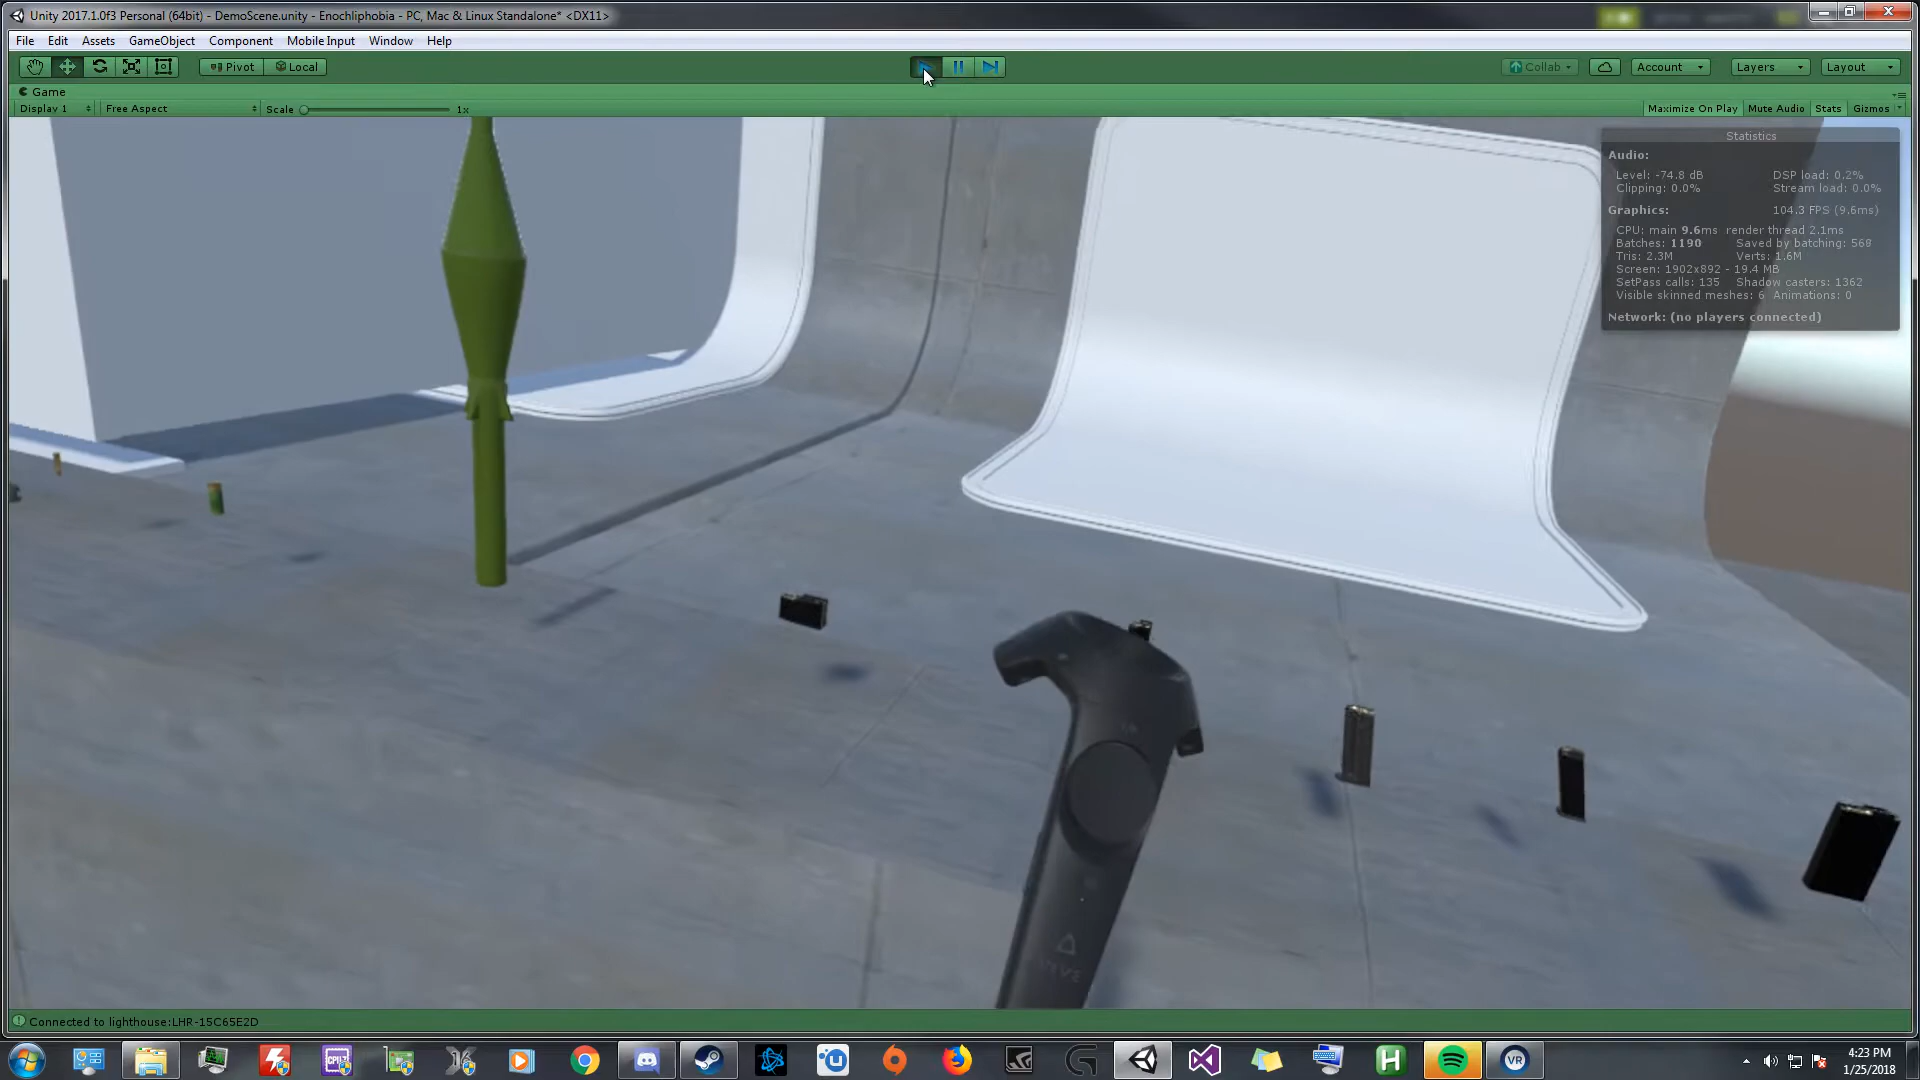 Unity 2017.1.0f3 Personal (64bit) - DemoScene.unity - Enochliphobia - PC, Mac & Linux Standalone* <DX11>
File Edit Assets GameObject Component Mobile Input Window Help
Pivot Local Collab Account Layers Layout
Game
Display 1 Free Aspect Scale 1x Maximize On Play Mute Audio Stats Gizmos
Statistics
Audio:
Level: -74.8 dB DSP load: 0.2%
Clipping: 0.0% Stream load: 0.0%
Graphics: 104.3 FPS (9.6ms)
CPU: main 9.6ms render thread 2.1ms
Batches: 1190 Saved by batching: 568
Tris: 2.3M Verts: 1.6M
Screen: 1902x892 - 19.4 MB
SetPass calls: 135 Shadow casters: 1362
Visible skinned meshes: 6 Animations: 0
Network: (no players connected)
Connected to lighthouse:LHR-15C65E2D
CPU
VR
4:23 PM
1/25/2018